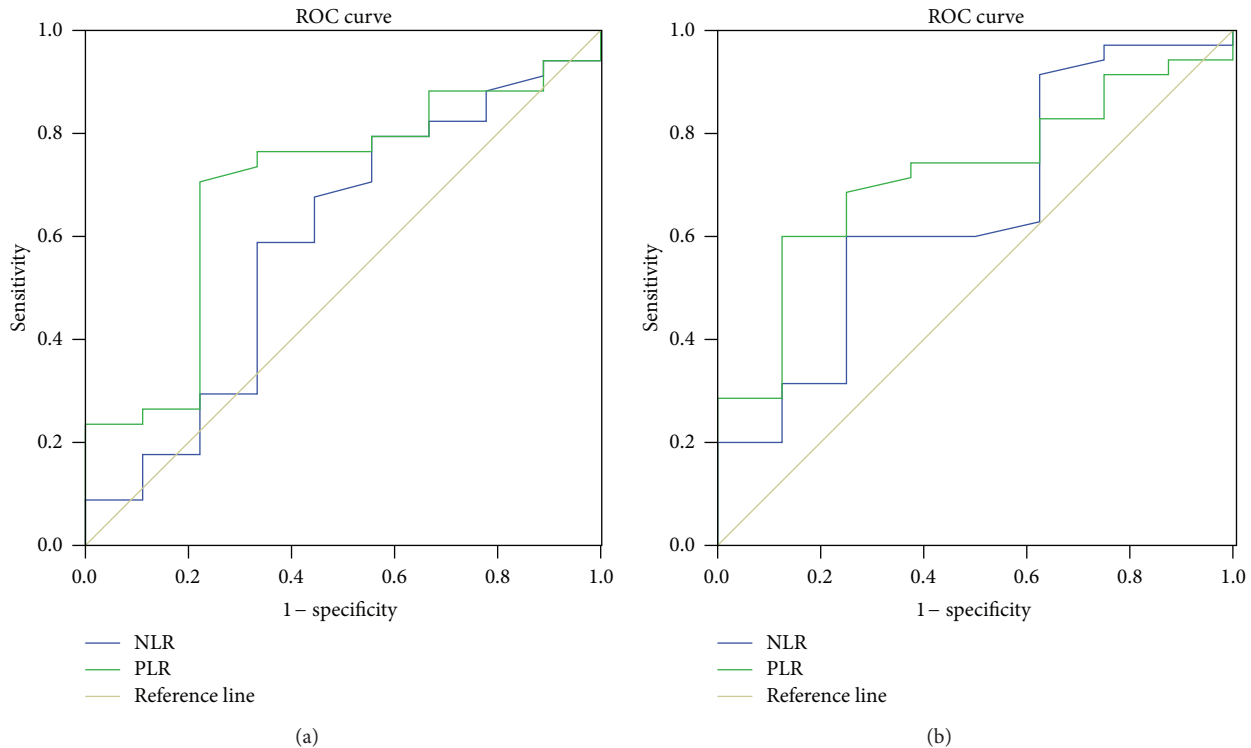 ROC curve
1.0
0.8
0.6
0.4
0.2
0.0
Sensitivity
0.0 0.2 0.4 0.6 0.8 1.0
1 − specificity
NLR
PLR
Reference line
(a)
ROC curve
1.0
0.8
0.6
0.4
0.2
0.0
Sensitivity
0.0 0.2 0.4 0.6 0.8 1.0
1 − specificity
NLR
PLR
Reference line
(b)